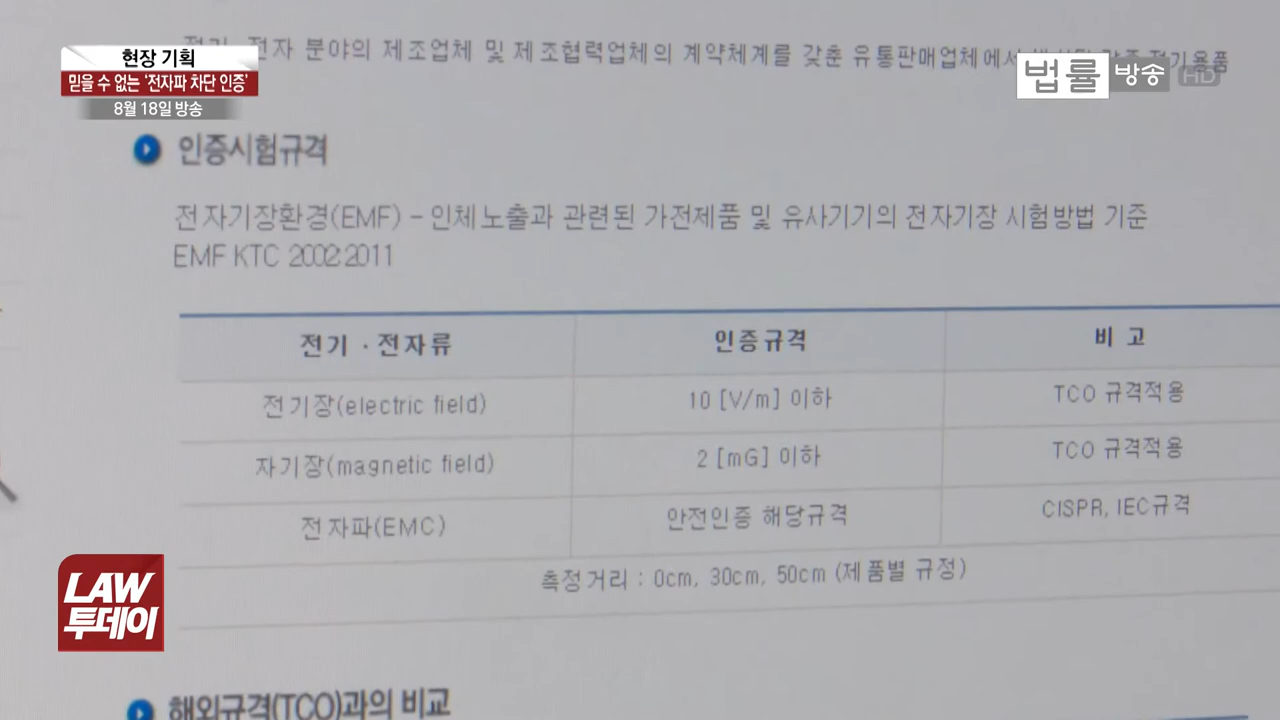 현장 기획
믿을 수 없는 '전자파 차단 인증'
8월 18일 방송
법률방송 HD
전기·전자 분야의 제조업체 및 제조협력업체의 계약체계를 갖춘 유통판매업체에서 전기용품
인증시험규격
전자기장환경(EMF) - 인체노출과 관련된 가전제품 및 유사기기의 전자기장 시험방법 기준
EMF KTC 2002:2011
전기 · 전자류 인증규격 비 고
전기장(electric field) 10 [V/m] 이하 TCO 규격적용
자기장(magnetic field) 2 [mG] 이하 TCO 규격적용
전자파(EMC) 안전인증 해당규격 CISPR, IEC규격
측정거리 : 0cm, 30cm, 50cm (제품별 규정)
LAW
투데이
해외규격(TCO)과의 비교